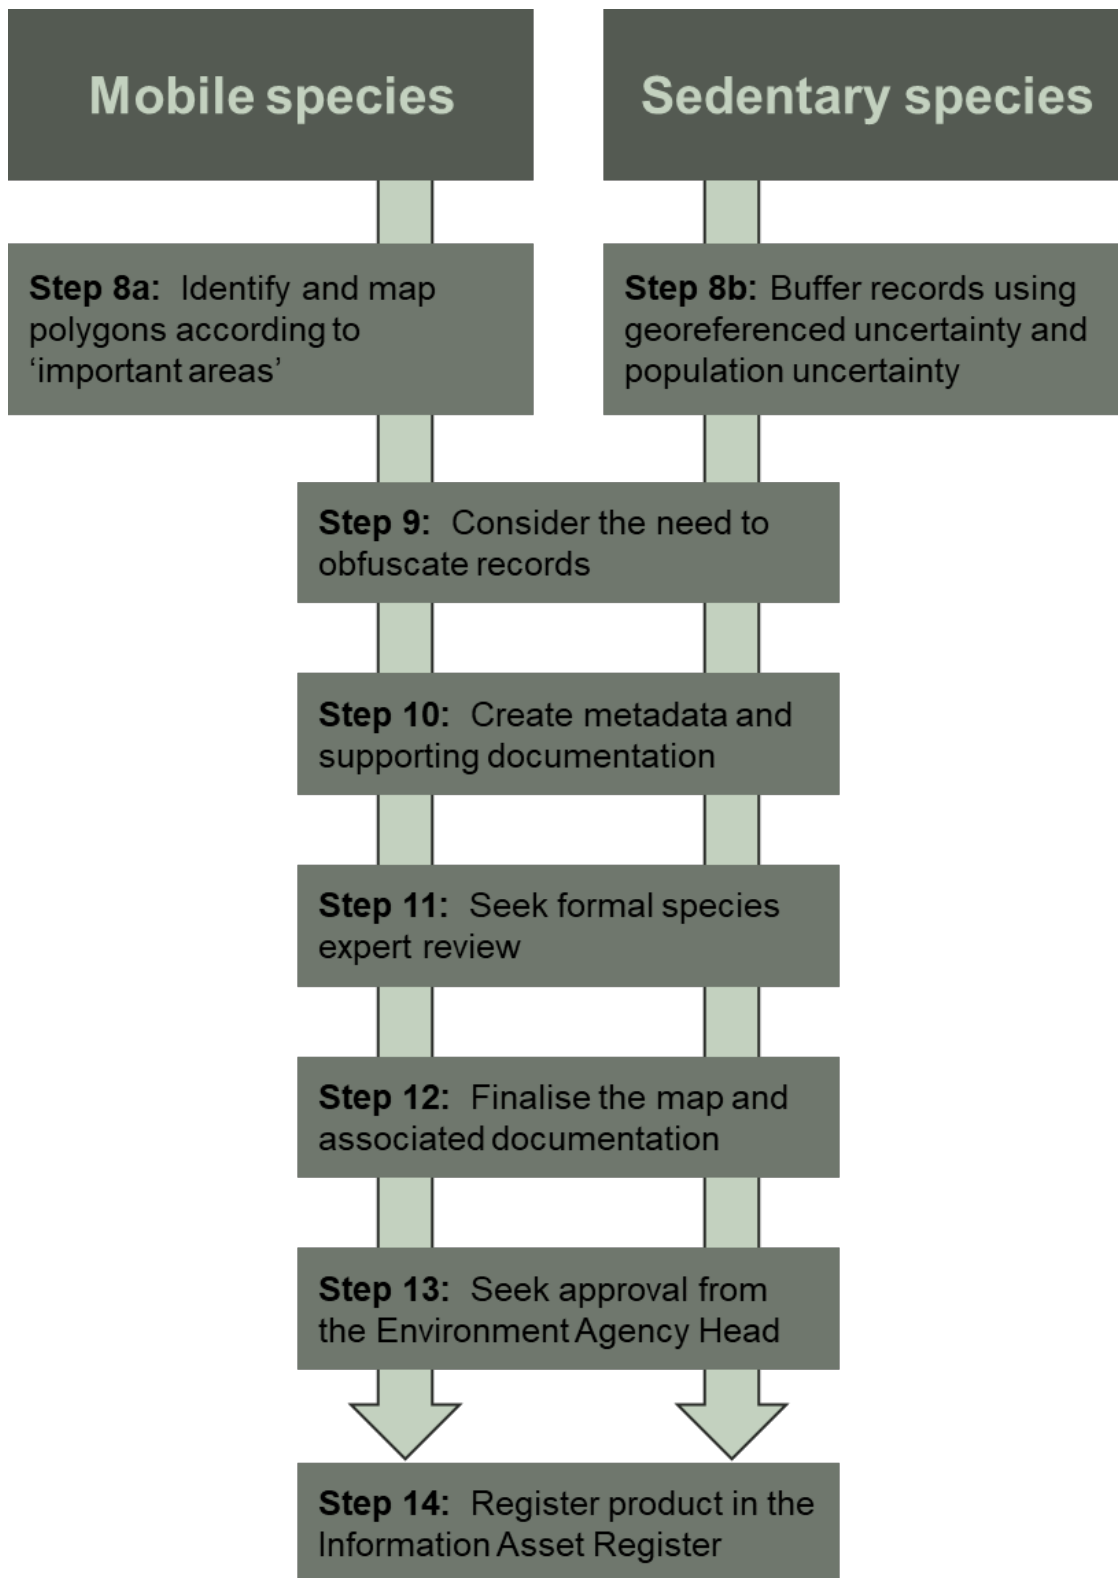 Mobile species
Sedentary species
Step 8a: Identify and map
polygons according to
‘important areas’
Step 8b: Buffer records using
georeferenced uncertainty and
population uncertainty
Step 9: Consider the need to
obfuscate records
Step 10: Create metadata and
supporting documentation
Step 11: Seek formal species
expert review
Step 12: Finalise the map and
associated documentation
Step 13: Seek approval from
the Environment Agency Head
Step 14: Register product in the
Information Asset Register